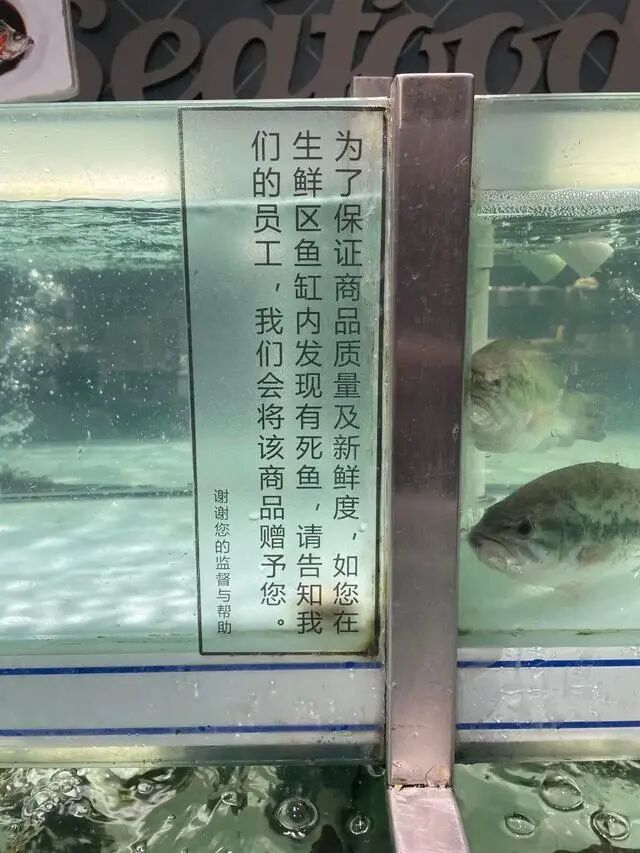 Seafood
为了保证商品质量及新鲜度，如您在
生鲜区鱼缸内发现有死鱼，请告知我
们的员工，我们会将该商品赠予您。
谢谢您的监督与帮助